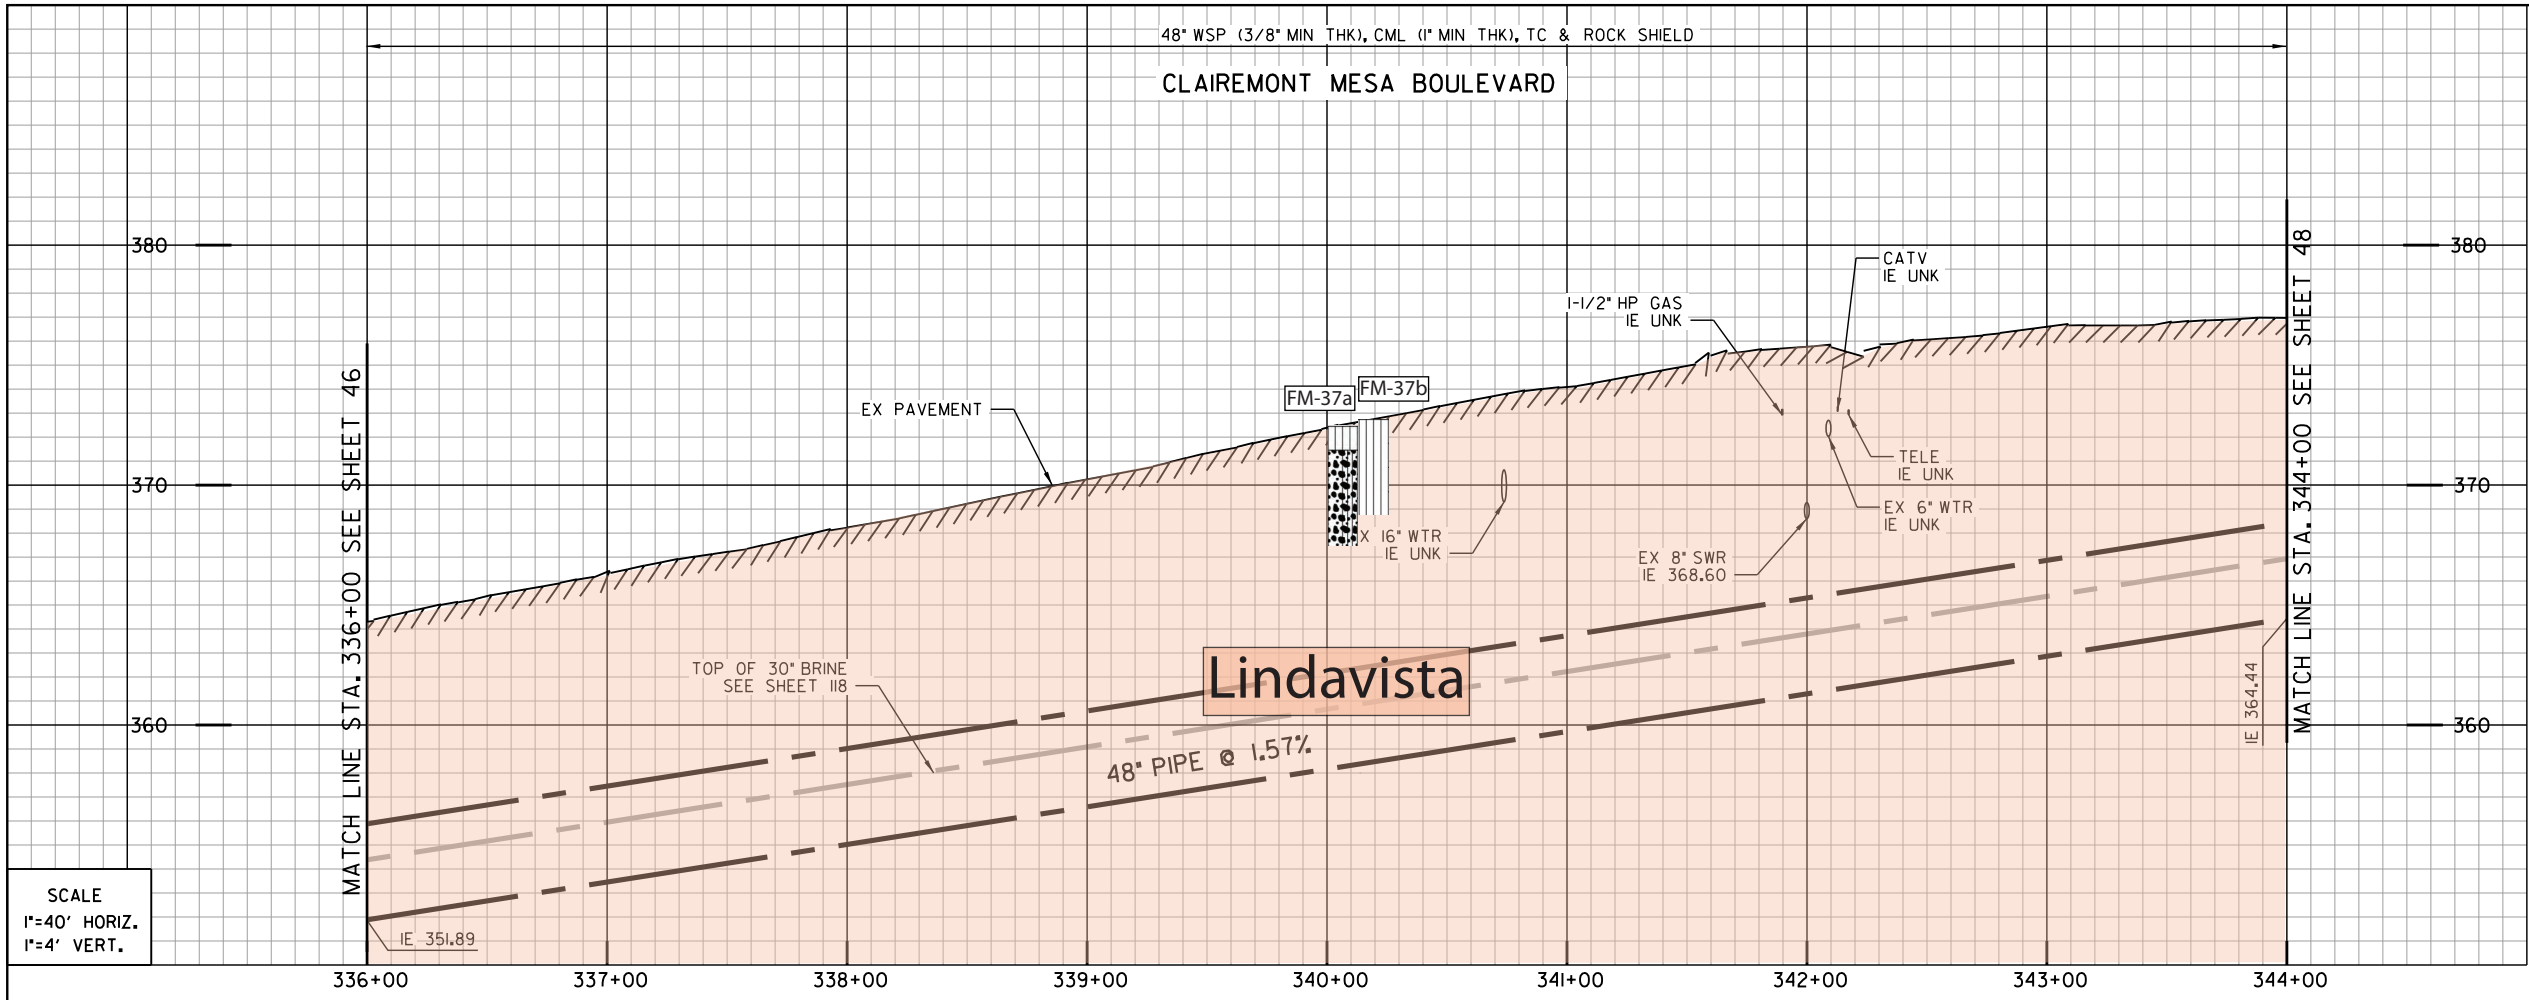 48" WSP (3/8" MIN THK), CML (1" MIN THK), TC & ROCK SHIELD
CLAIREMONT MESA BOULEVARD
380
380
CATV
IE UNK
1-1/2" HP GAS
IE UNK
FM-37a
FM-37b
EX PAVEMENT
370
370
TELE
IE UNK
EX 6" WTR
IE UNK
X 16" WTR
IE UNK
EX 8" SWR
IE 368.60
TOP OF 30" BRINE
SEE SHEET 118
Lindavista
360
360
48" PIPE @ 1.57%
IE 364.44
MATCH LINE STA. 336+00 SEE SHEET 46
MATCH LINE STA. 344+00 SEE SHEET 48
SCALE
1"=40' HORIZ.
1"=4' VERT.
IE 351.89
336+00
337+00
338+00
339+00
340+00
341+00
342+00
343+00
344+00